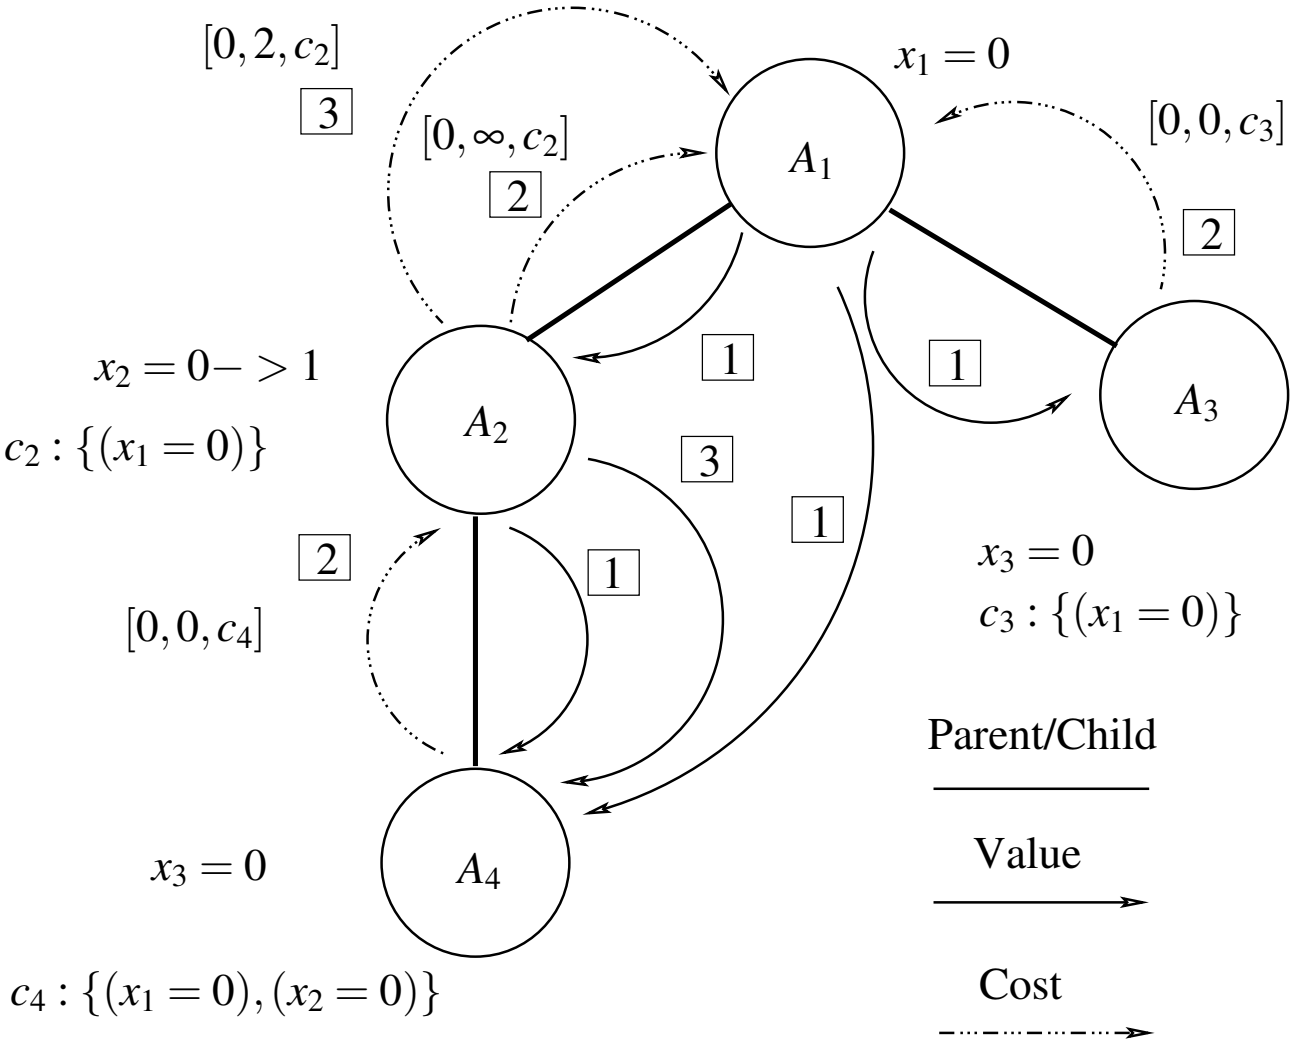 [0, 2, c₂]
3
[0, ∞, c₂]
2
x₁ = 0
A₁
[0, 0, c₃]
2
x₂ = 0− > 1
c₂ : {(x₁ = 0)}
A₂
1
1
A₃
3
1
2
1
[0, 0, c₄]
x₃ = 0
c₃ : {(x₁ = 0)}
Parent/Child
Value
Cost
x₃ = 0
A₄
c₄ : {(x₁ = 0), (x₂ = 0)}